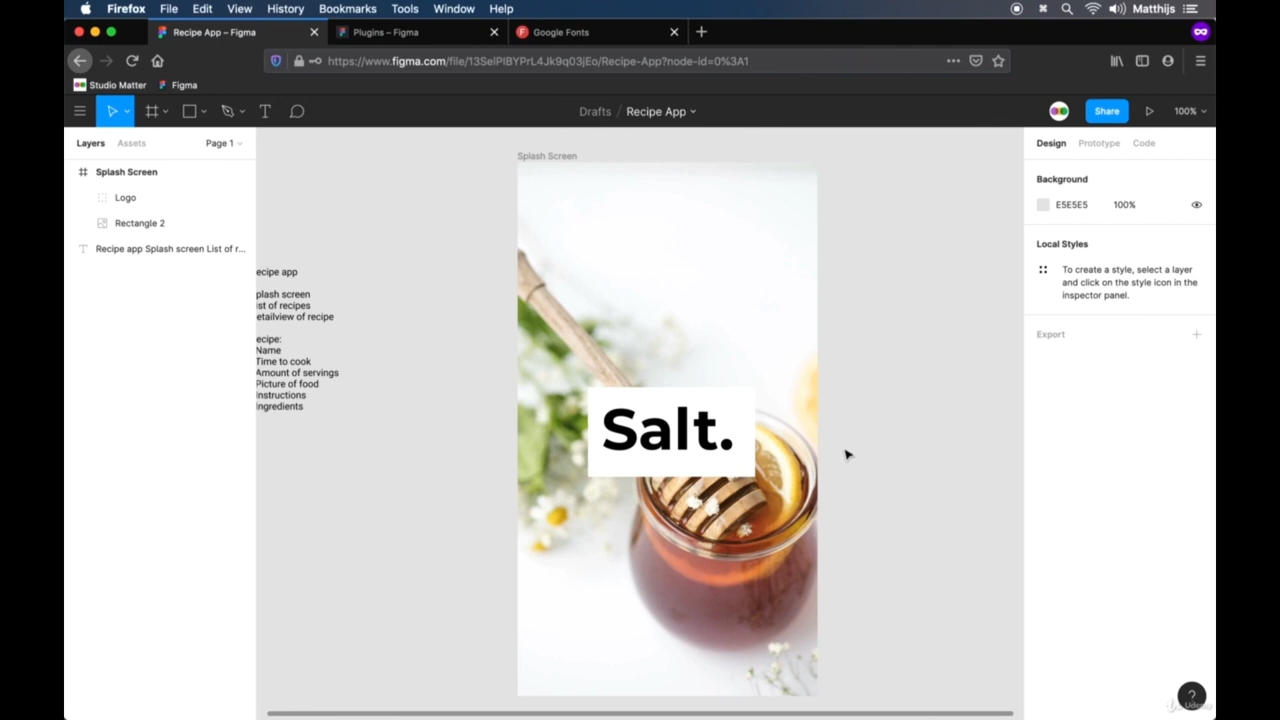 Firefox File Edit View History Bookmarks Tools Window Help Matthijs
Recipe App – Figma Plugins – Figma Google Fonts
https://www.figma.com/file/13SelPIBYPrL4Jk9q03jEo/Recipe-App?node-id=0%3A1
Studio Matter Figma
Drafts / Recipe App Share 100%
Layers Assets Page 1
Splash Screen
Logo
Rectangle 2
Recipe app Splash screen List of r...
ecipe app
plash screen
ist of recipes
etailview of recipe
ecipe:
Name
Time to cook
Amount of servings
Picture of food
Instructions
Ingredients
Splash Screen
Salt.
Design Prototype Code
Background
E5E5E5 100%
Local Styles
To create a style, select a layer
and click on the style icon in the
inspector panel.
Export
?
Udemy